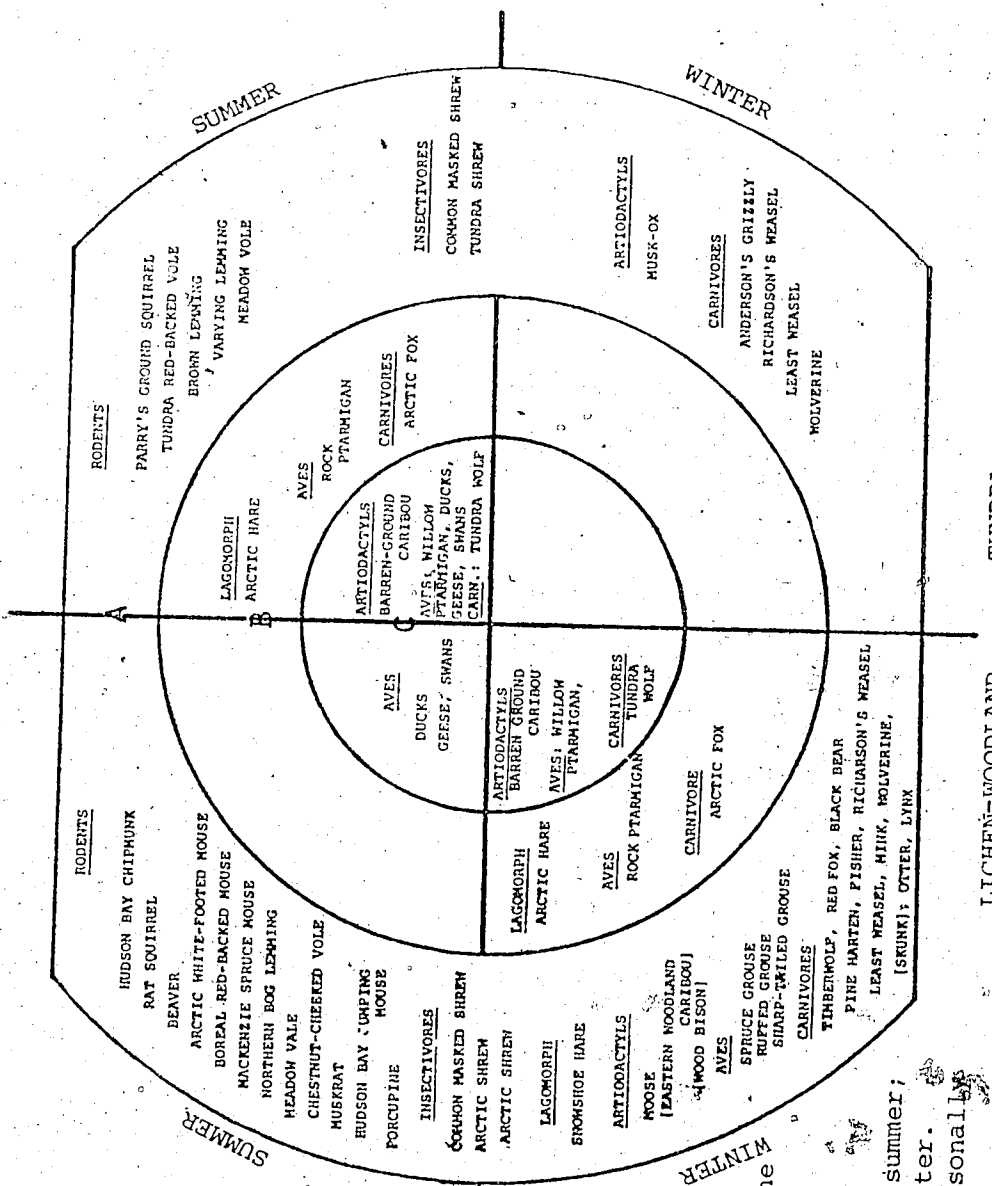 SUMMER
RODENTS
HUDSON BAY CHIPMUNK
RAT SQUIRREL
BEAVER
ARCTIC WHITE-FOOTED MOUSE
BOREAL RED-BACKED MOUSE
MACKENZIE SPRUCE MOUSE
NORTHERN BOG LEMMING
MEADOW VALE
CHESTNUT-CHEEKED VOLE
MUSKRAT
HUDSON BAY JUMPING
MOUSE
PORCUPINE
INSECTIVORES
COMMON MASKED SHREW
ARCTIC SHREW
ARCTIC SHREW
LAGOMORPH
SNOWSHOE HARE
ARTIODACTYLS
MOOSE
[EASTERN WOODLAND
CARIBOU]
[WOOD BISON]
AVES
SPRUCE GROUSE
RUFFED GROUSE
SHARP-TAILED GROUSE
CARNIVORES
TIMBERWOLF, RED FOX, BLACK BEAR
PINE MARTEN, FISHER, RICHARSON'S WEASEL
LEAST WEASEL, MINK, WOLVERINE,
[SKUNK]; OTTER, LYNX
WINTER
LAGOMORPH
ARCTIC HARE
AVES
ROCK PTARMIGAN
CARNIVORE
ARCTIC FOX
AVES
DUCKS
GEESE, SWANS
ARTIODACTYLS
BARREN GROUND
CARIBOU
AVES: WILLOW
PTARMIGAN,
CARNIVORES
TUNDRA
WOLF
A
B
C
ARTIODACTYLS
BARREN-GROUND
CARIBOU
AVES: WILLOW
PTARMIGAN, DUCKS,
GEESE, SWANS
CARN.: TUNDRA WOLF
LAGOMORPH
ARCTIC HARE
AVES
ROCK
PTARMIGAN
CARNIVORES
ARCTIC FOX
SUMMER
RODENTS
PARRY'S GROUND SQUIRREL
TUNDRA RED-BACKED VOLE
BROWN LEMMING
VARYING LEMMING
MEADOW VOLE
INSECTIVORES
COMMON MASKED SHREW
TUNDRA SHREW
WINTER
ARTIODACTYLS
MUSK-OX
CARNIVORES
ANDERSON'S GRIZZLY
RICHARDSON'S WEASEL
LEAST WEASEL
WOLVERINE
LICHEN-WOODLAND
summer;